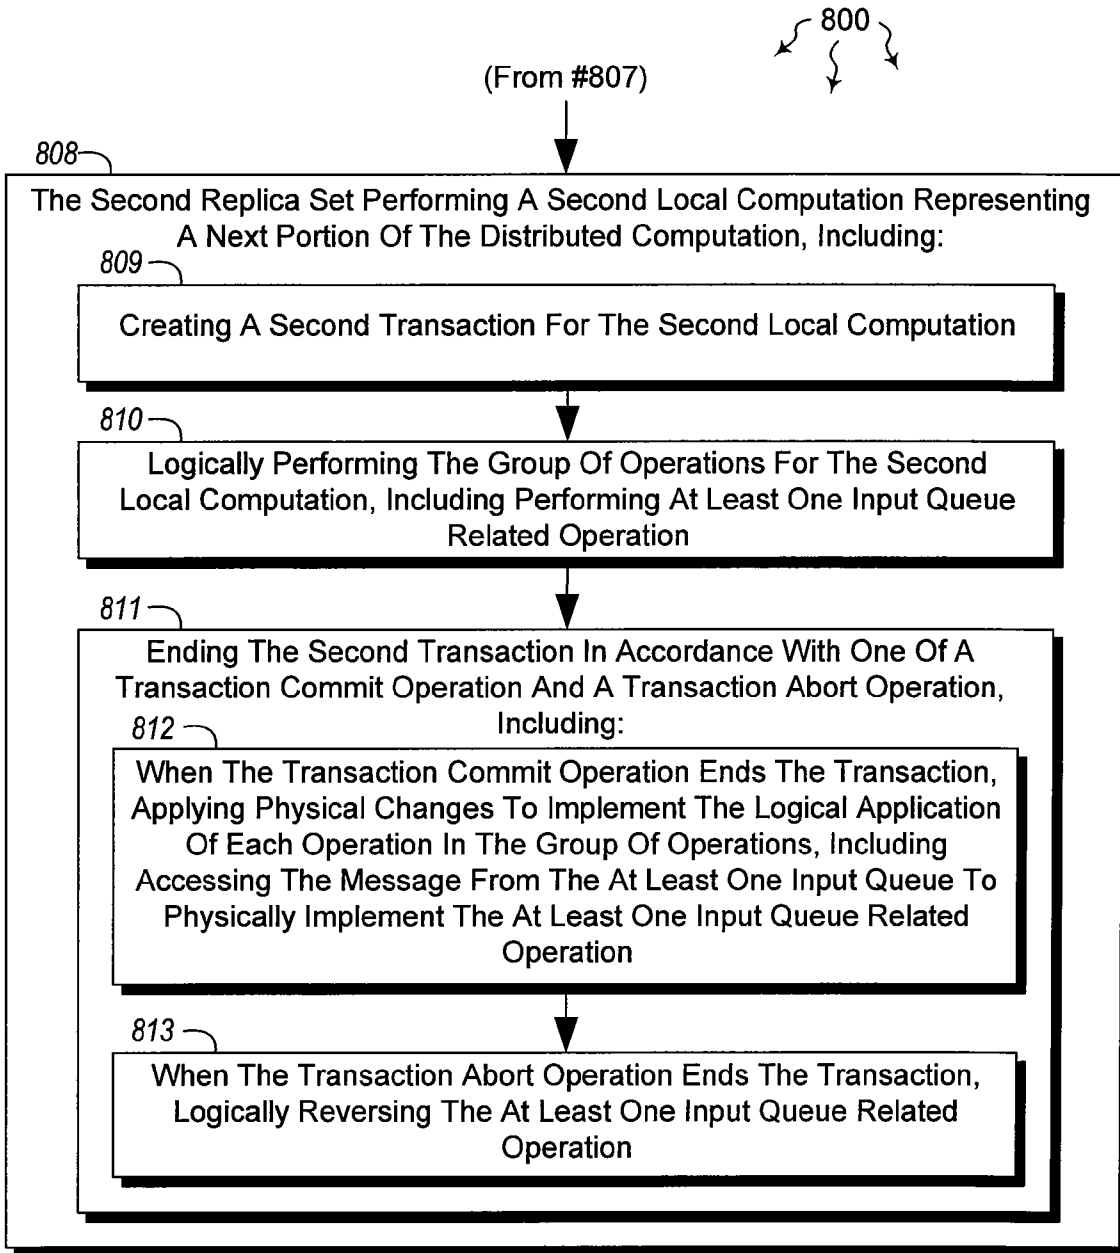 800
(From #807)
808
The Second Replica Set Performing A Second Local Computation Representing
A Next Portion Of The Distributed Computation, Including:
809
Creating A Second Transaction For The Second Local Computation
810
Logically Performing The Group Of Operations For The Second
Local Computation, Including Performing At Least One Input Queue
Related Operation
811
Ending The Second Transaction In Accordance With One Of A
Transaction Commit Operation And A Transaction Abort Operation,
Including:
812
When The Transaction Commit Operation Ends The Transaction,
Applying Physical Changes To Implement The Logical Application
Of Each Operation In The Group Of Operations, Including
Accessing The Message From The At Least One Input Queue To
Physically Implement The At Least One Input Queue Related
Operation
813
When The Transaction Abort Operation Ends The Transaction,
Logically Reversing The At Least One Input Queue Related
Operation